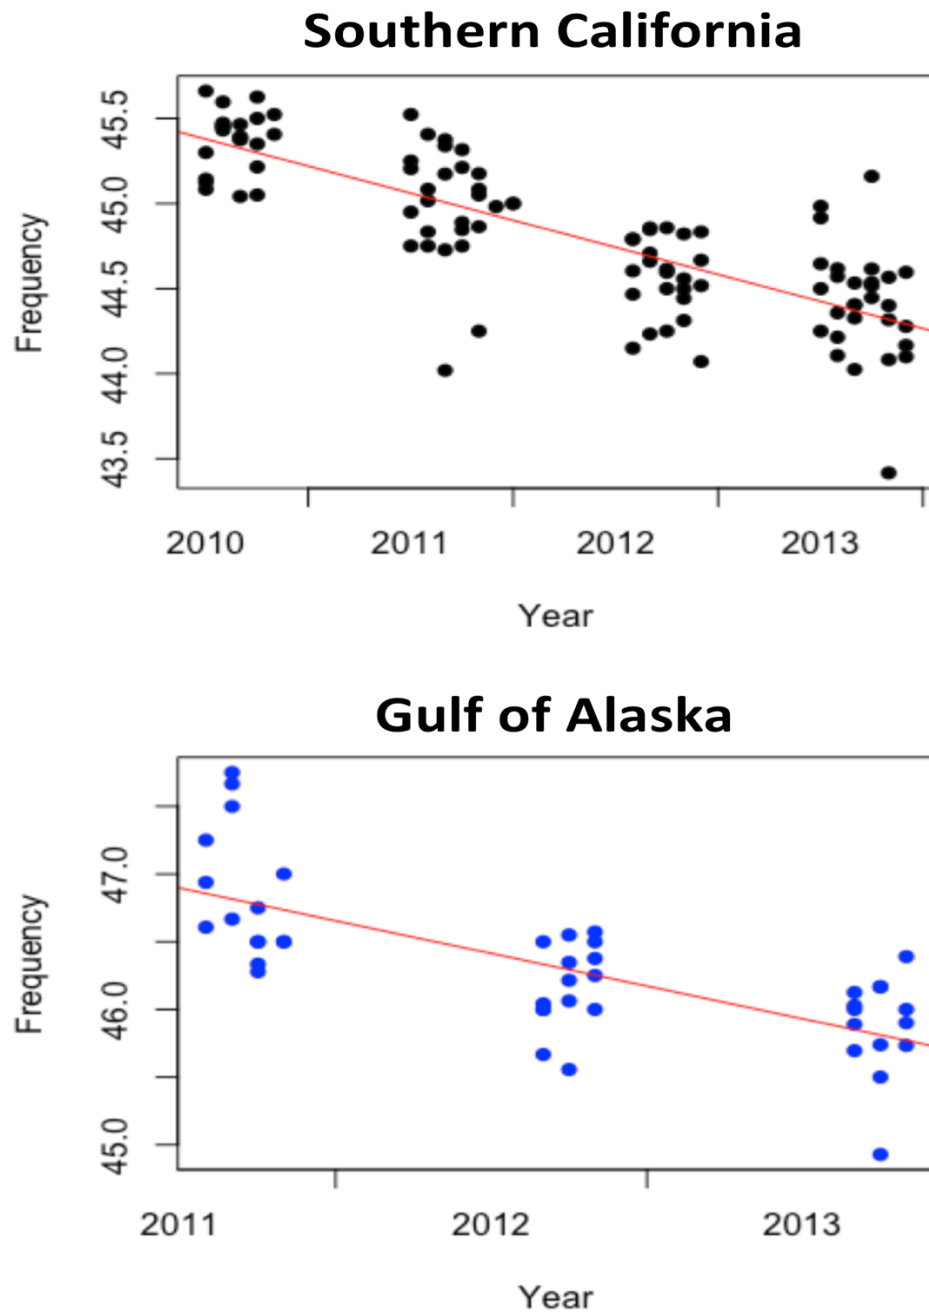 Southern California
Frequency
45.5
45.0
44.5
44.0
43.5
2010 2011 2012 2013
Year
Gulf of Alaska
Frequency
47.0
46.0
45.0
2011 2012 2013
Year